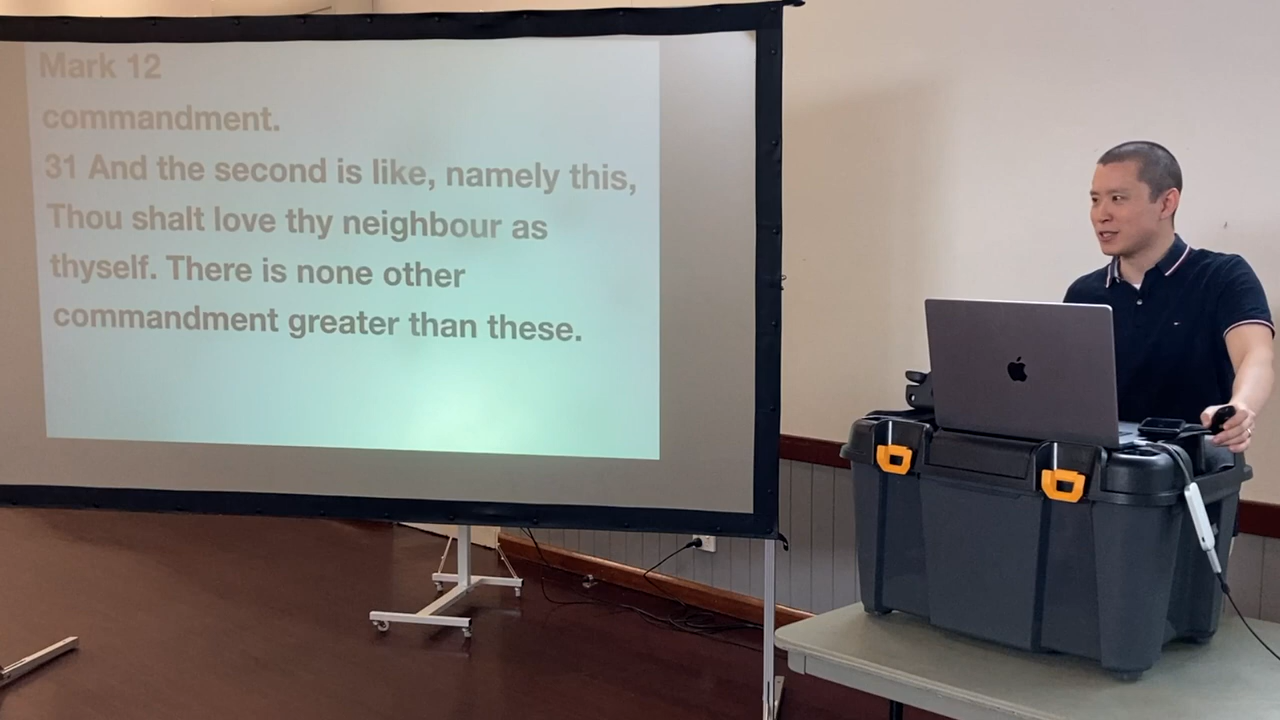 Mark 12
commandment.
31 And the second is like, namely this,
Thou shalt love thy neighbour as
thyself. There is none other
commandment greater than these.